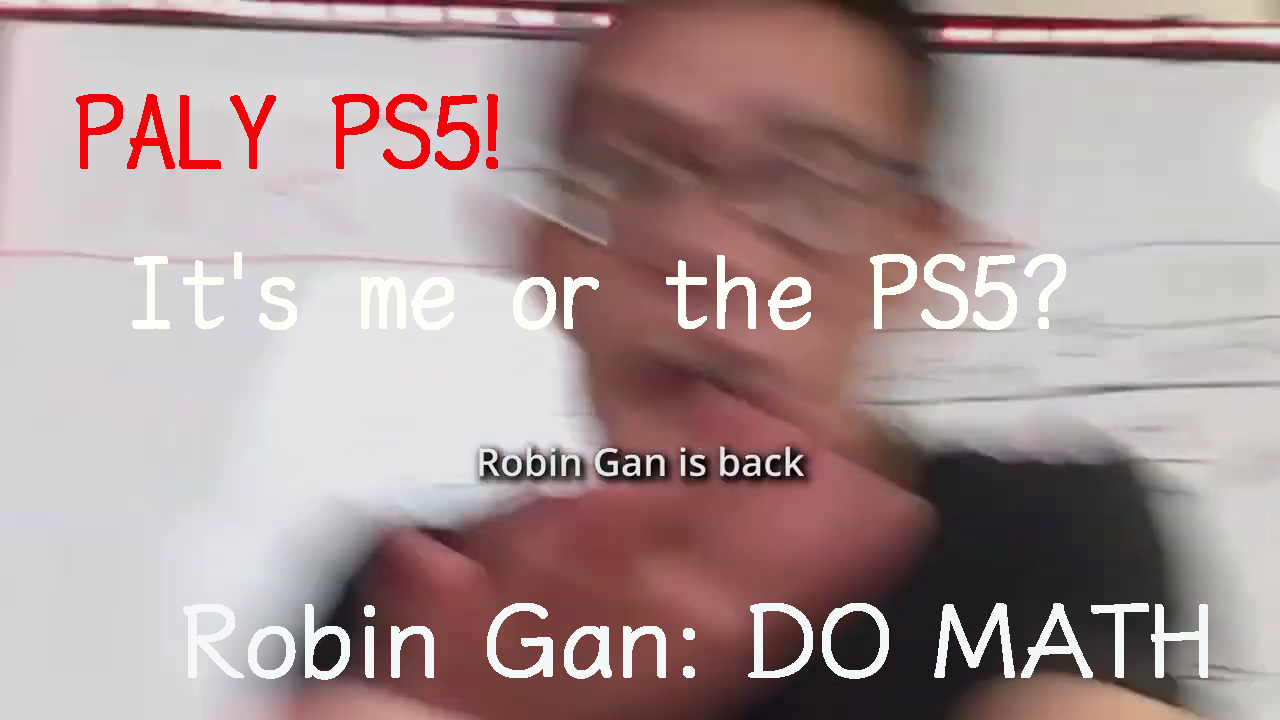 PALY PS5!
It's me or the PS5?
Robin Gan is back
Robin Gan: DO MATH